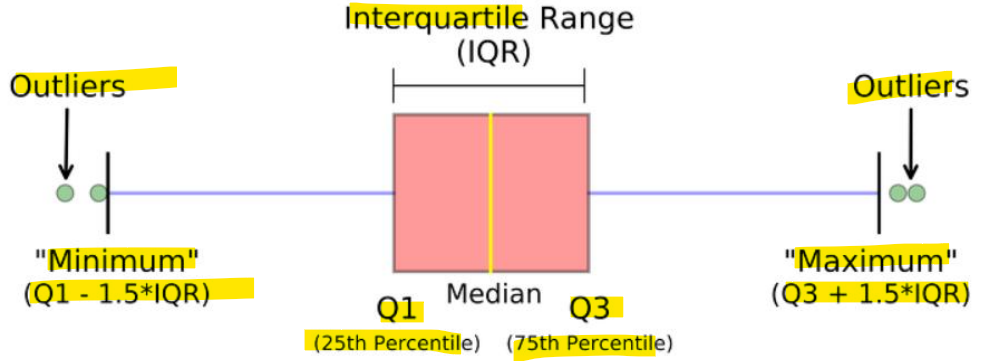 Interquartile Range
(IQR)
Outliers
Outliers
"Minimum"
(Q1 - 1.5*IQR)
"Maximum"
(Q3 + 1.5*IQR)
Q1
Median
Q3
(25th Percentile)
(75th Percentile)